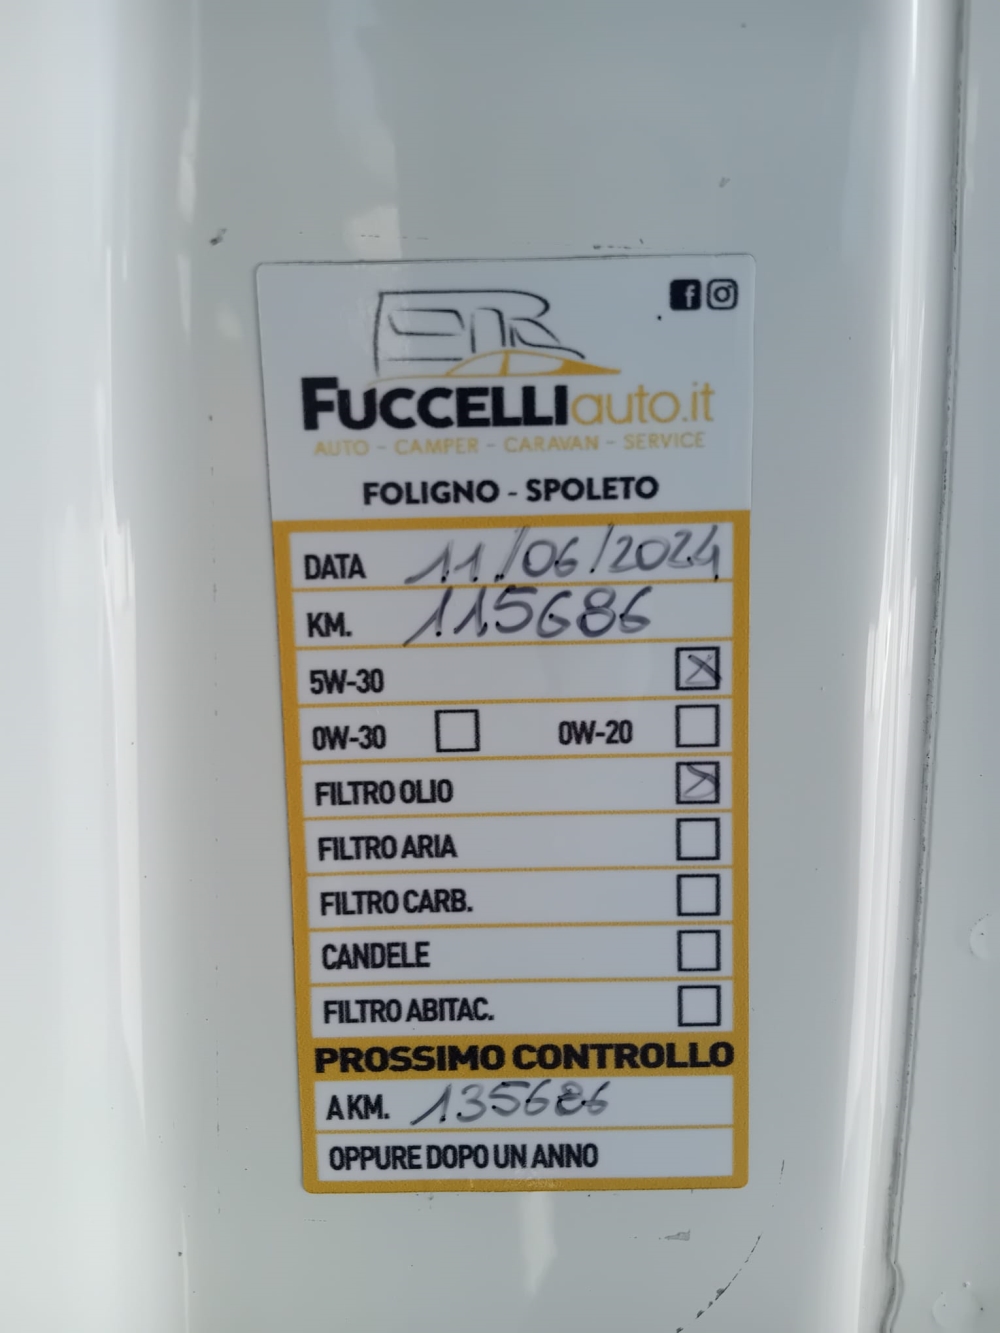 FUCCELLIauto.it
AUTO - CAMPER - CARAVAN - SERVICE
FOLIGNO - SPOLETO
DATA 11/06/2024
KM. 115686
5W-30
0W-30 0W-20
FILTRO OLIO
FILTRO ARIA
FILTRO CARB.
CANDELE
FILTRO ABITAC.
PROSSIMO CONTROLLO
A KM. 135686
OPPURE DOPO UN ANNO